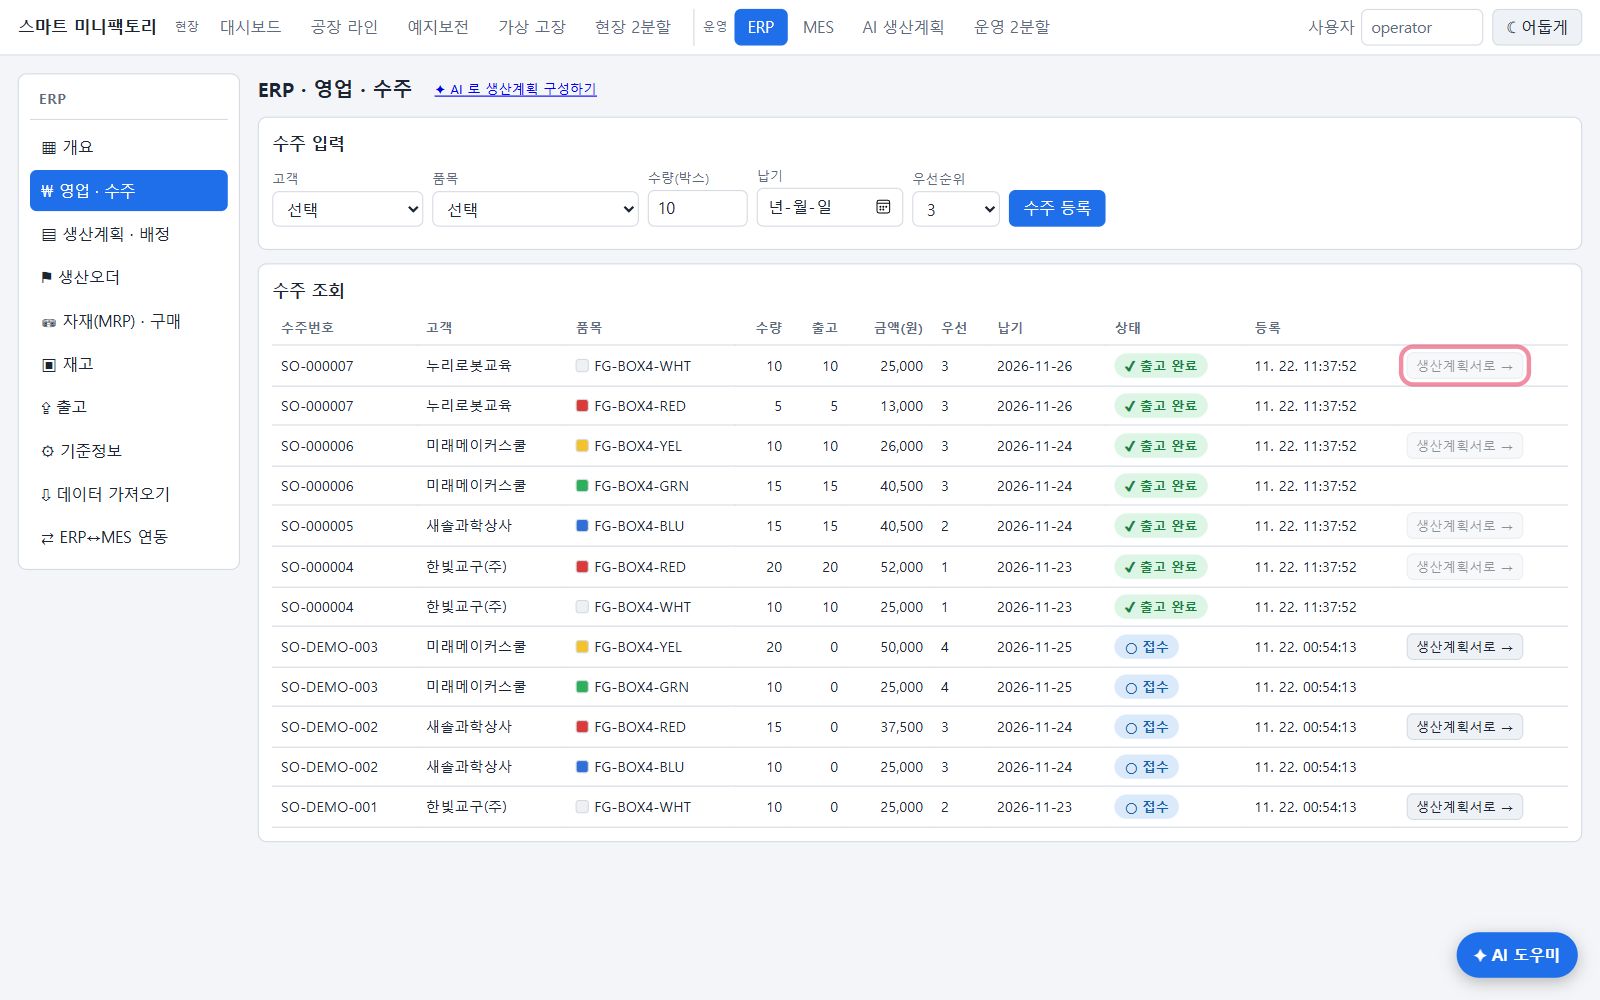 스마트 미니팩토리 현장 대시보드 공장 라인 예지보전 가상 고장 현장 2분할 운영 ERP MES AI 생산계획 운영 2분할 사용자 operator ☾ 어둡게
ERP
▦ 개요
₩ 영업 · 수주
▤ 생산계획 · 배정
⚑ 생산오더
자재(MRP) · 구매
▣ 재고
⇪ 출고
⚙ 기준정보
⇩ 데이터 가져오기
⇄ ERP↔MES 연동
ERP · 영업 · 수주 ✦ AI 로 생산계획 구성하기
수주 입력
고객 품목 수량(박스) 납기 우선순위
선택 선택 10 년-월-일 3 수주 등록
수주 조회
수주번호 고객 품목 수량 출고 금액(원) 우선 납기 상태 등록
SO-000007 누리로봇교육 FG-BOX4-WHT 10 10 25,000 3 2026-11-26 ✔ 출고 완료 11. 22. 11:37:52 생산계획서로 →
SO-000007 누리로봇교육 FG-BOX4-RED 5 5 13,000 3 2026-11-26 ✔ 출고 완료 11. 22. 11:37:52
SO-000006 미래메이커스쿨 FG-BOX4-YEL 10 10 26,000 3 2026-11-24 ✔ 출고 완료 11. 22. 11:37:52 생산계획서로 →
SO-000006 미래메이커스쿨 FG-BOX4-GRN 15 15 40,500 3 2026-11-24 ✔ 출고 완료 11. 22. 11:37:52
SO-000005 새솔과학상사 FG-BOX4-BLU 15 15 40,500 2 2026-11-24 ✔ 출고 완료 11. 22. 11:37:52 생산계획서로 →
SO-000004 한빛교구(주) FG-BOX4-RED 20 20 52,000 1 2026-11-23 ✔ 출고 완료 11. 22. 11:37:52 생산계획서로 →
SO-000004 한빛교구(주) FG-BOX4-WHT 10 10 25,000 1 2026-11-23 ✔ 출고 완료 11. 22. 11:37:52
SO-DEMO-003 미래메이커스쿨 FG-BOX4-YEL 20 0 50,000 4 2026-11-25 ○ 접수 11. 22. 00:54:13 생산계획서로 →
SO-DEMO-003 미래메이커스쿨 FG-BOX4-GRN 10 0 25,000 4 2026-11-25 ○ 접수 11. 22. 00:54:13
SO-DEMO-002 새솔과학상사 FG-BOX4-RED 15 0 37,500 3 2026-11-24 ○ 접수 11. 22. 00:54:13 생산계획서로 →
SO-DEMO-002 새솔과학상사 FG-BOX4-BLU 10 0 25,000 3 2026-11-24 ○ 접수 11. 22. 00:54:13
SO-DEMO-001 한빛교구(주) FG-BOX4-WHT 10 0 25,000 2 2026-11-23 ○ 접수 11. 22. 00:54:13 생산계획서로 →
✦ AI 도우미